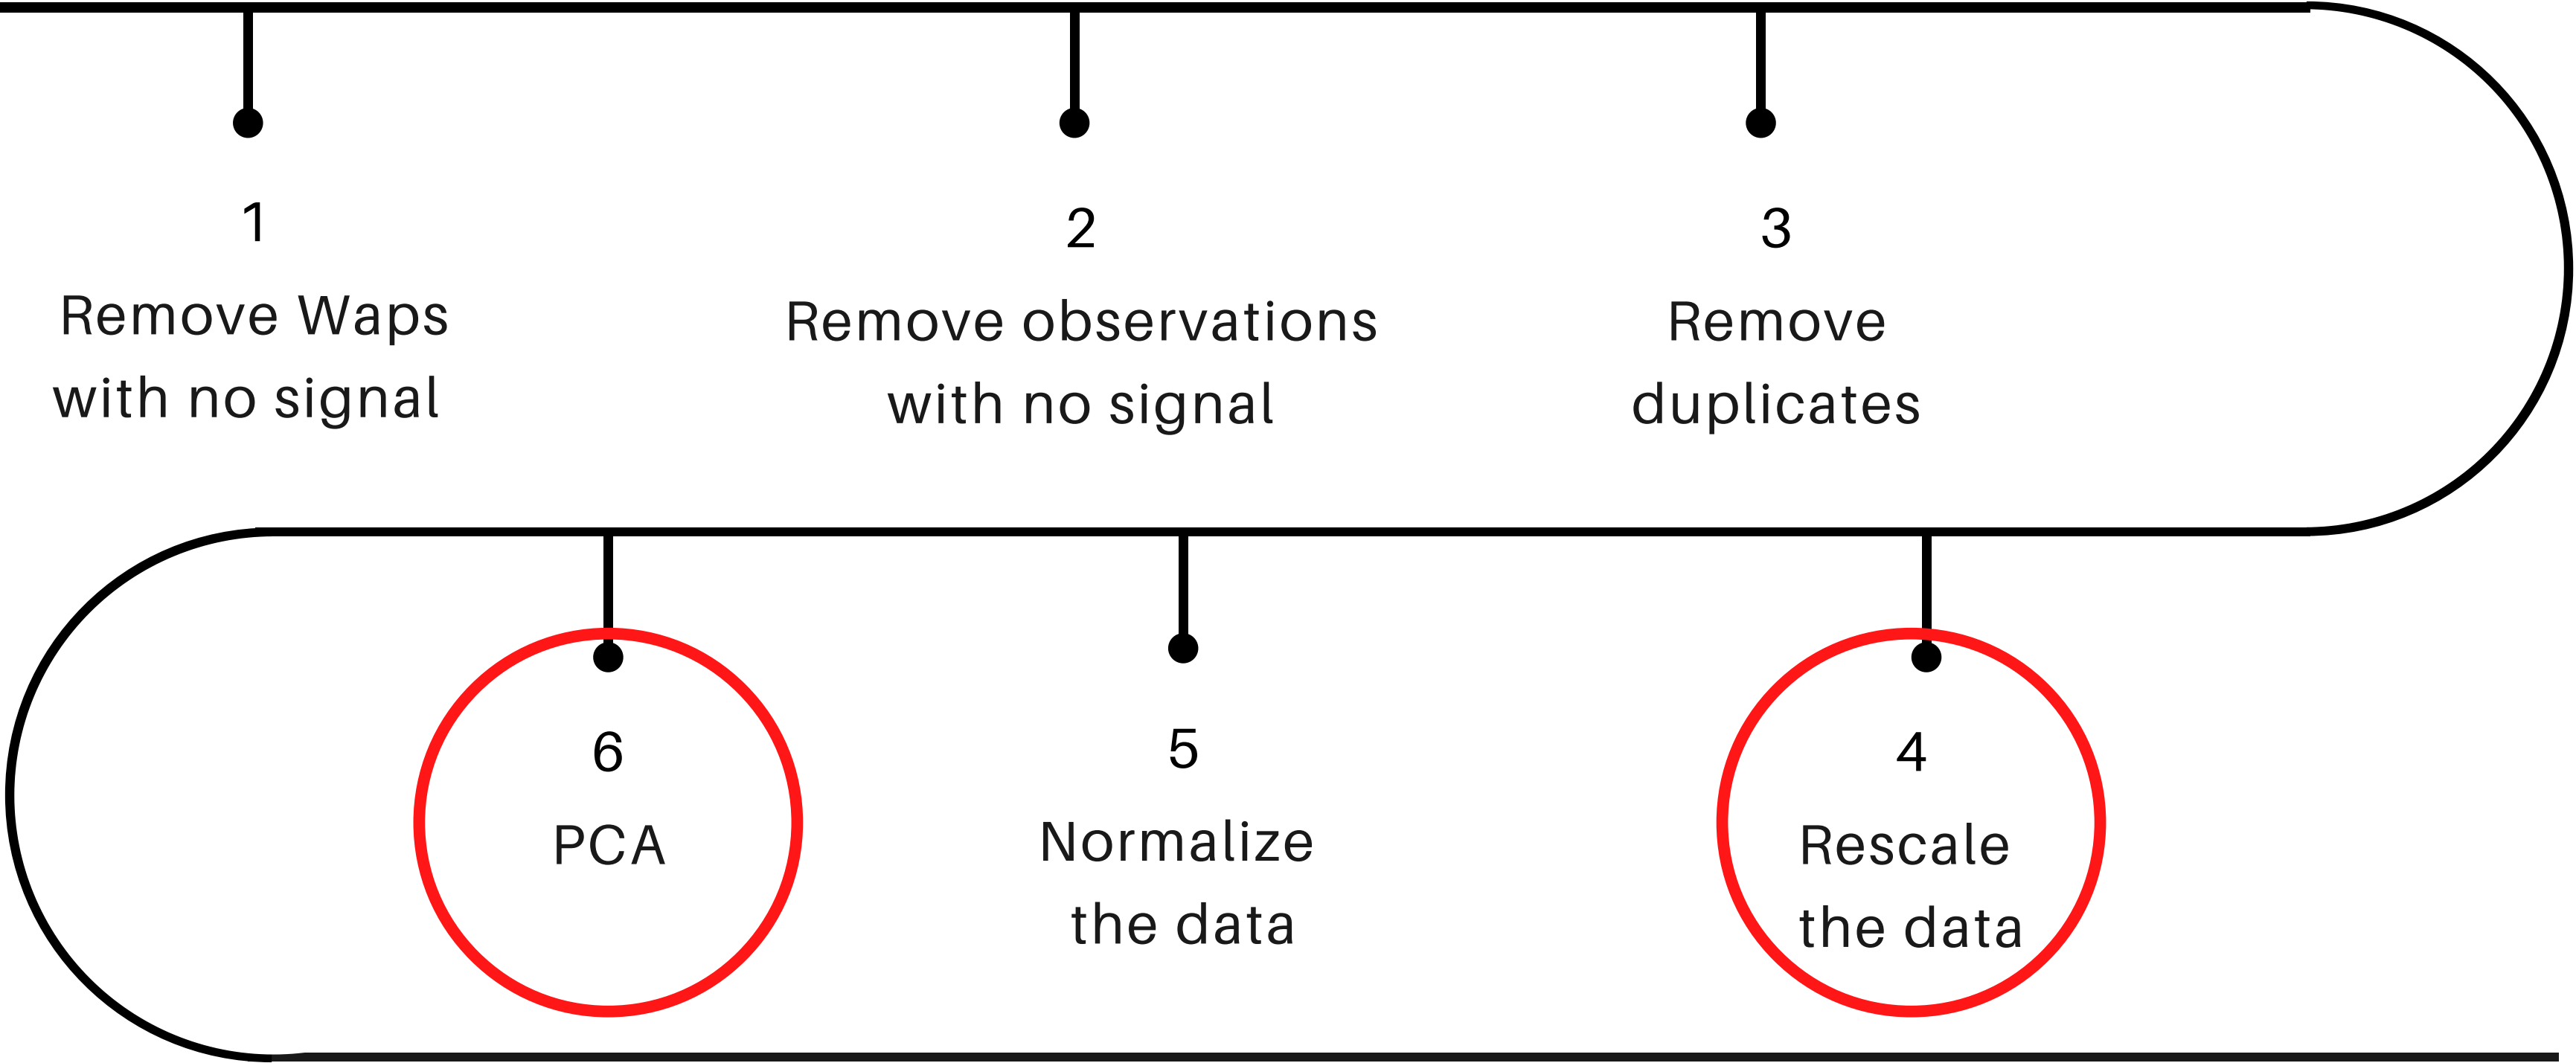 1
Remove Waps
with no signal
2
Remove observations
with no signal
3
Remove
duplicates
4
Rescale
the data
5
Normalize
the data
6
PCA